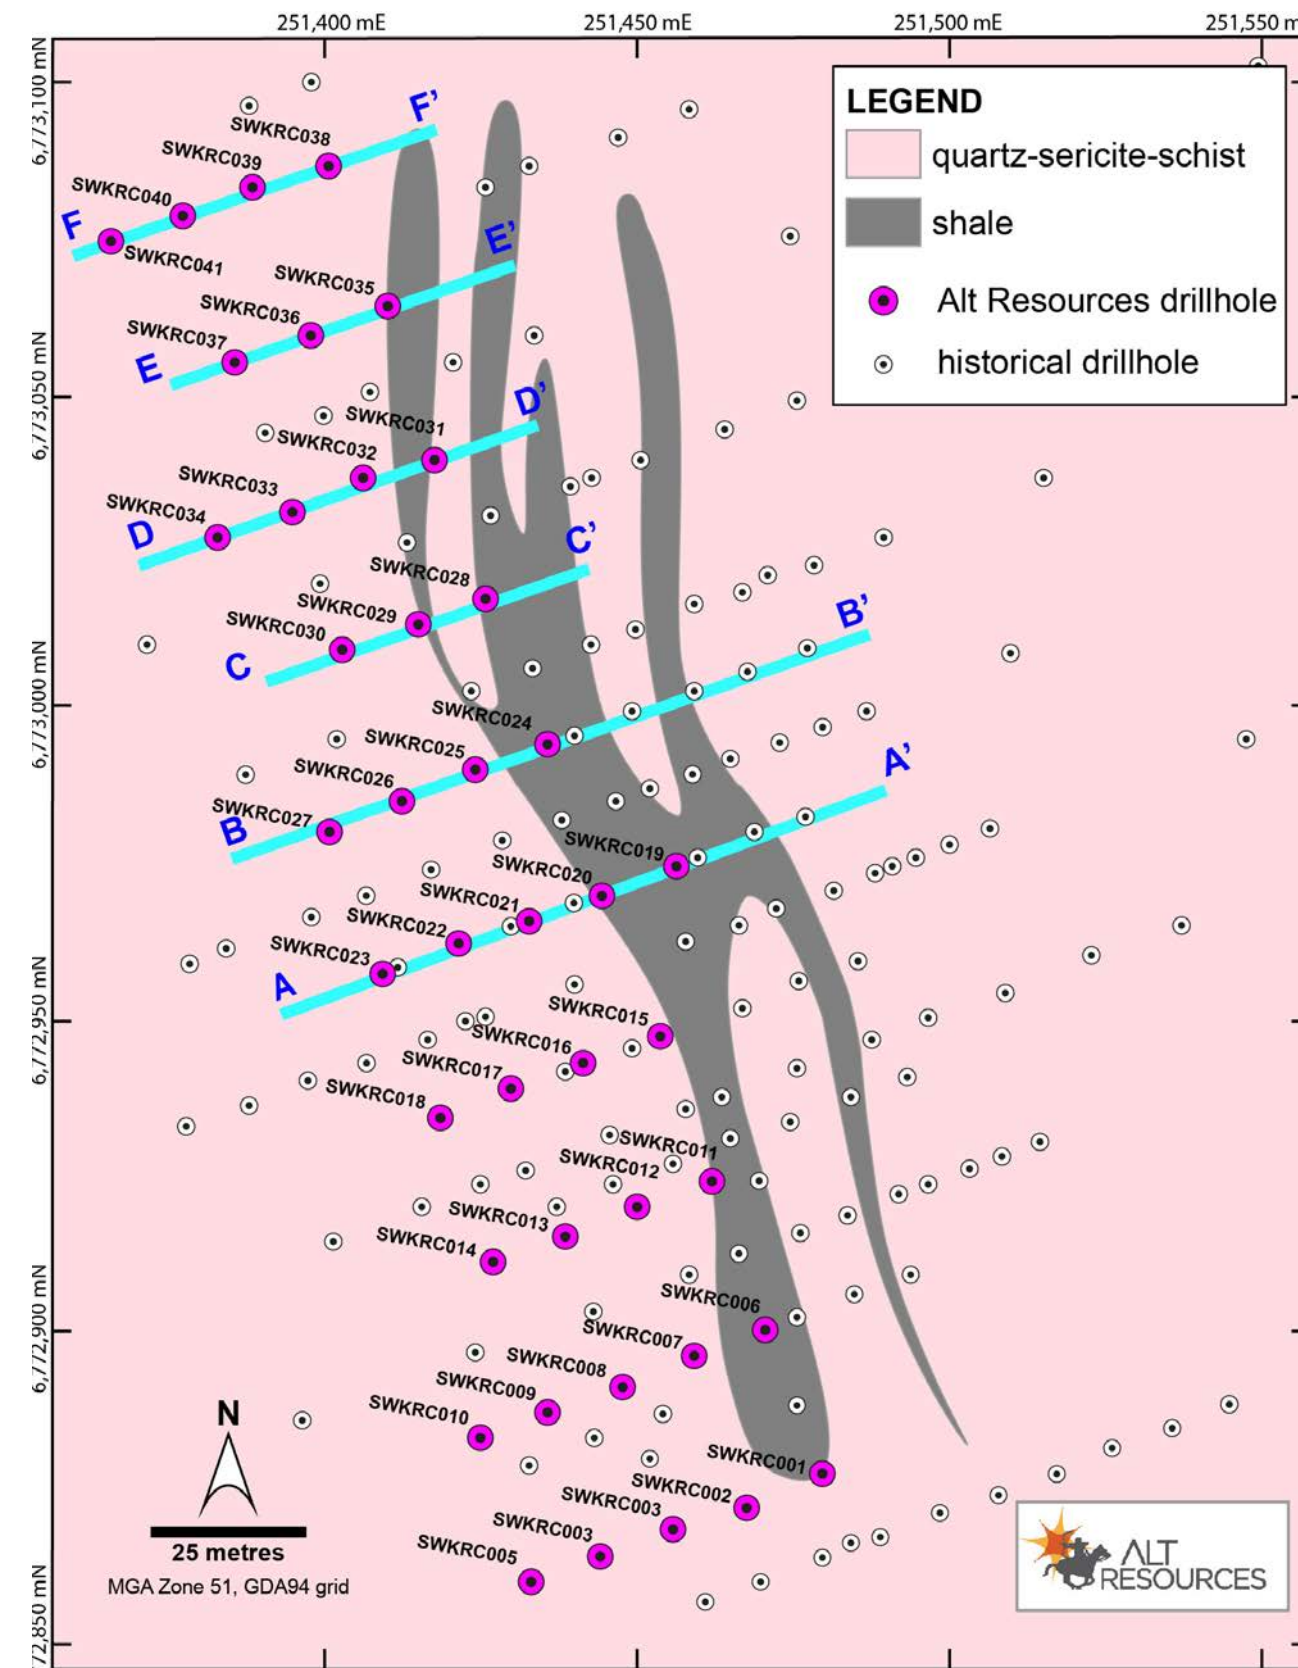 251,400 mE
251,450 mE
251,500 mE
251,550 m
6,773,100 mN
6,773,050 mN
6,773,000 mN
6,772,950 mN
6,772,900 mN
72,850 mN
LEGEND
quartz-sericite-schist
shale
Alt Resources drillhole
historical drillhole
F'
SWKRC038
SWKRC039
SWKRC040
F
SWKRC041
E'
SWKRC035
SWKRC036
SWKRC037
E
D'
SWKRC031
SWKRC032
SWKRC033
SWKRC034
D
C'
SWKRC028
SWKRC029
SWKRC030
C
B'
SWKRC024
SWKRC025
SWKRC026
SWKRC027
B
A'
SWKRC019
SWKRC020
SWKRC021
SWKRC022
SWKRC023
A
SWKRC015
SWKRC016
SWKRC017
SWKRC018
SWKRC011
SWKRC012
SWKRC013
SWKRC014
SWKRC006
SWKRC007
SWKRC008
SWKRC009
SWKRC010
SWKRC001
SWKRC002
SWKRC003
SWKRC003
SWKRC005
N
25 metres
MGA Zone 51, GDA94 grid
ALT
RESOURCES